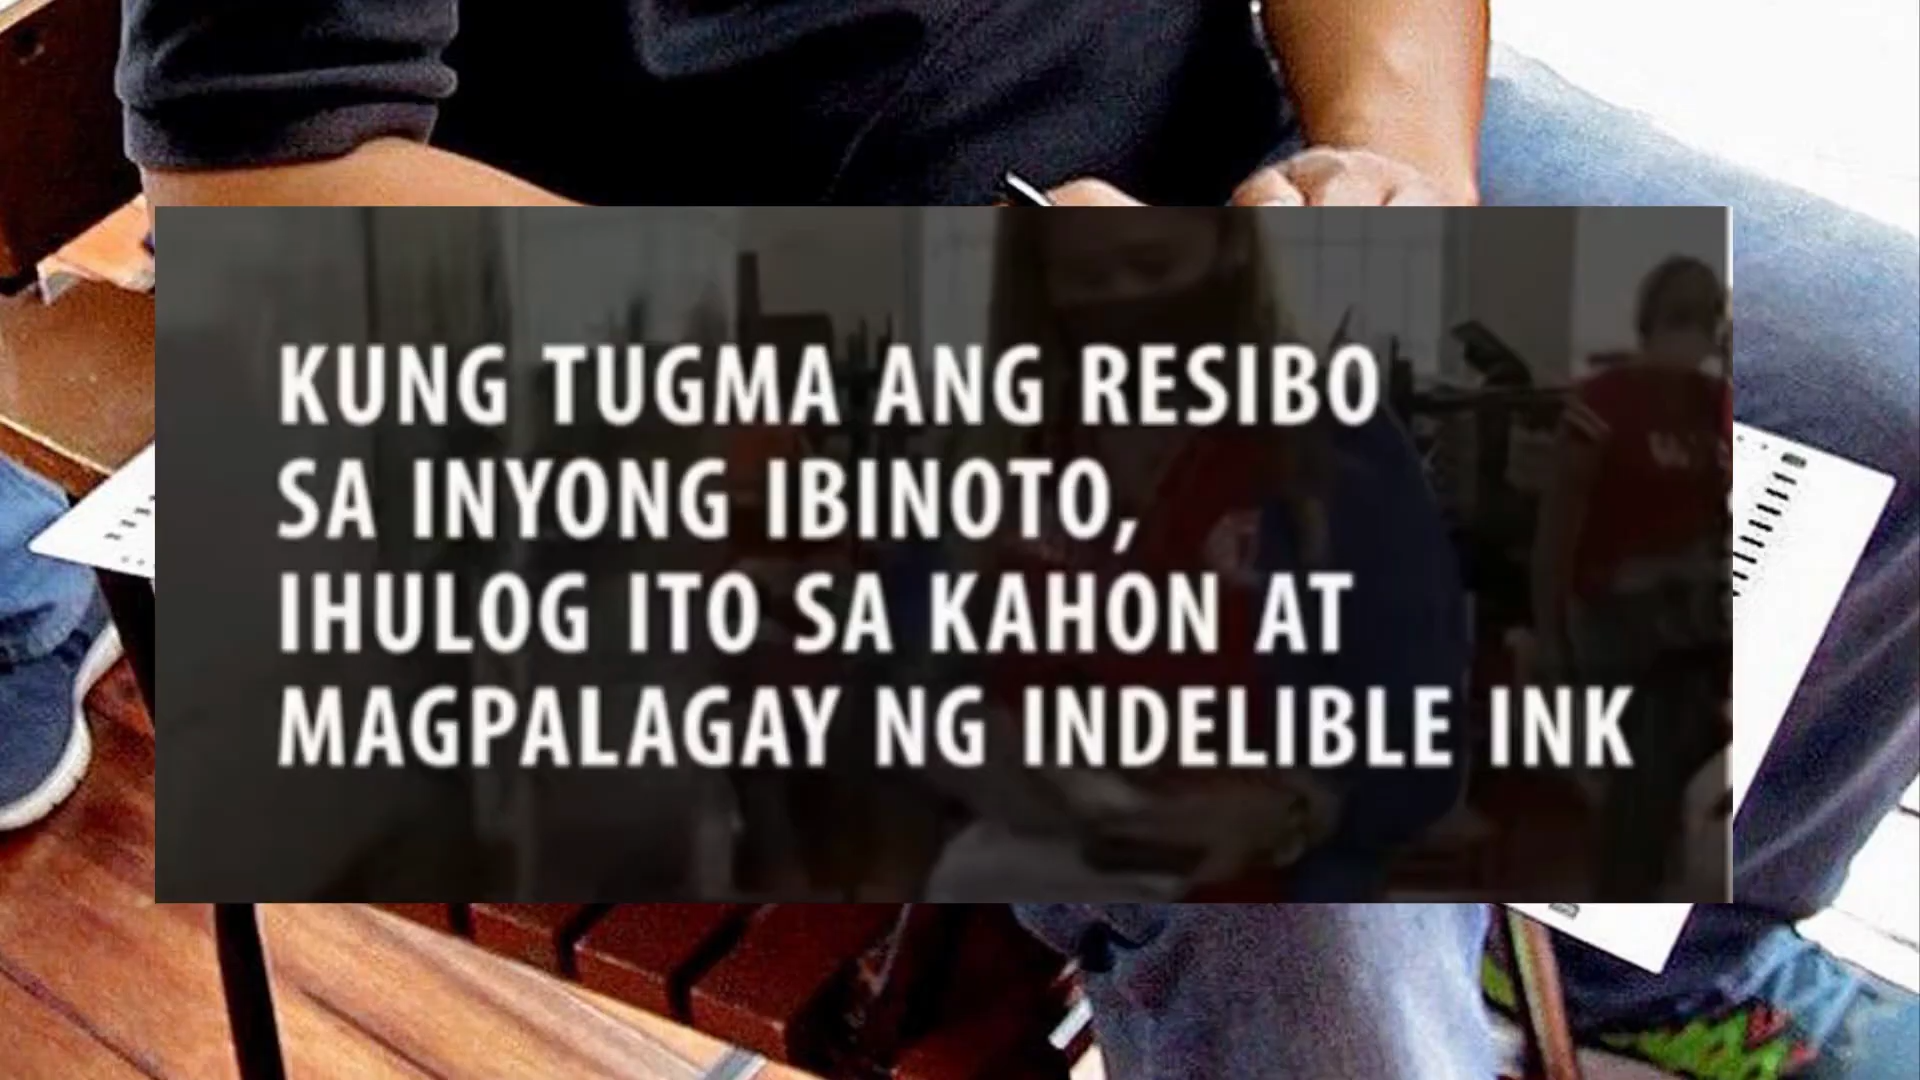 KUNG TUGMA ANG RESIBO
SA INYONG IBINOTO,
IHULOG ITO SA KAHON AT
MAGPALAGAY NG INDELIBLE INK